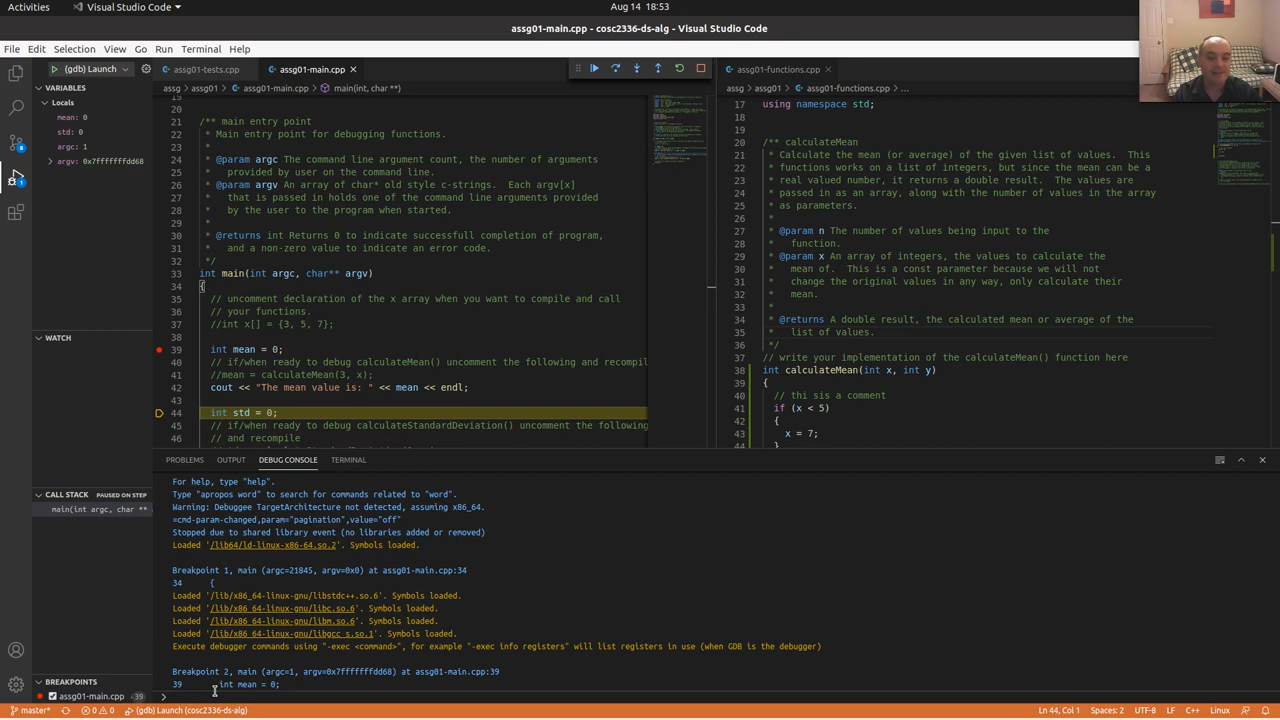 Activities
Visual Studio Code
Aug 14 18:53
assg01-main.cpp - cosc2336-ds-alg - Visual Studio Code
File Edit Selection View Go Run Terminal Help
(gdb) Launch
assg01-tests.cpp
assg01-main.cpp
assg01-functions.cpp
assg > assg01 > assg01-main.cpp > main(int, char **)
assg > assg01 > assg01-functions.cpp > ...
VARIABLES
Locals
mean: 0
std: 0
argc: 1
argv: 0x7fffffffdd68
WATCH
CALL STACK PAUSED ON STEP
main(int argc, char **
BREAKPOINTS
assg01-main.cpp 39
19
20
21 /** main entry point
22 * Main entry point for debugging functions.
23 *
24 * @param argc The command line argument count, the number of arguments
25 * provided by user on the command line.
26 * @param argv An array of char* old style c-strings. Each argv[x]
27 * that is passed in holds one of the command line arguments provided
28 * by the user to the program when started.
29 *
30 * @returns int Returns 0 to indicate successful completion of program,
31 * and a non-zero value to indicate an error code.
32 */
33 int main(int argc, char** argv)
34 {
35 // uncomment declaration of the x array when you want to compile and call
36 // your functions.
37 //int x[] = {3, 5, 7};
38
39 int mean = 0;
40 // if/when ready to debug calculateMean() uncomment the following and recompil
41 //mean = calculateMean(3, x);
42 cout << "The mean value is: " << mean << endl;
43
44 int std = 0;
45 // if/when ready to debug calculateStandardDeviation() uncomment the following
46 // and recompile
17 using namespace std;
18
19
20 /** calculateMean
21 * Calculate the mean (or average) of the given list of values. This
22 * functions works on a list of integers, but since the mean can be a
23 * real valued number, it returns a double result. The values are
24 * passed in as an array, along with the number of values in the array
25 * as parameters.
26 *
27 * @param n The number of values being input to the
28 * function.
29 * @param x An array of integers, the values to calculate the
30 * mean of. This is a const parameter because we will not
31 * change the original values in any way, only calculate their
32 * mean.
33 *
34 * @returns A double result, the calculated mean or average of the
35 * list of values.
36 */
37 // write your implementation of the calculateMean() function here
38 int calculateMean(int x, int y)
39 {
40 // thi sis a comment
41 if (x < 5)
42 {
43 x = 7;
44 }
PROBLEMS OUTPUT DEBUG CONSOLE TERMINAL
For help, type "help".
Type "apropos word" to search for commands related to "word".
Warning: Debuggee TargetArchitecture not detected, assuming x86_64.
=cmd-param-changed,param="pagination",value="off"
Stopped due to shared library event (no libraries added or removed)
Loaded '/lib64/ld-linux-x86-64.so.2'. Symbols loaded.
Breakpoint 1, main (argc=21845, argv=0x0) at assg01-main.cpp:34
34 {
Loaded '/lib/x86_64-linux-gnu/libstdc++.so.6'. Symbols loaded.
Loaded '/lib/x86_64-linux-gnu/libc.so.6'. Symbols loaded.
Loaded '/lib/x86_64-linux-gnu/libm.so.6'. Symbols loaded.
Loaded '/lib/x86_64-linux-gnu/libgcc_s.so.1'. Symbols loaded.
Execute debugger commands using "-exec <command>", for example "-exec info registers" will list registers in use (when GDB is the debugger)
Breakpoint 2, main (argc=1, argv=0x7fffffffdd68) at assg01-main.cpp:39
39 int mean = 0;
master* 0 0 (gdb) Launch (cosc2336-ds-alg)
Ln 44, Col 1 Spaces: 2 UTF-8 LF C++ Linux